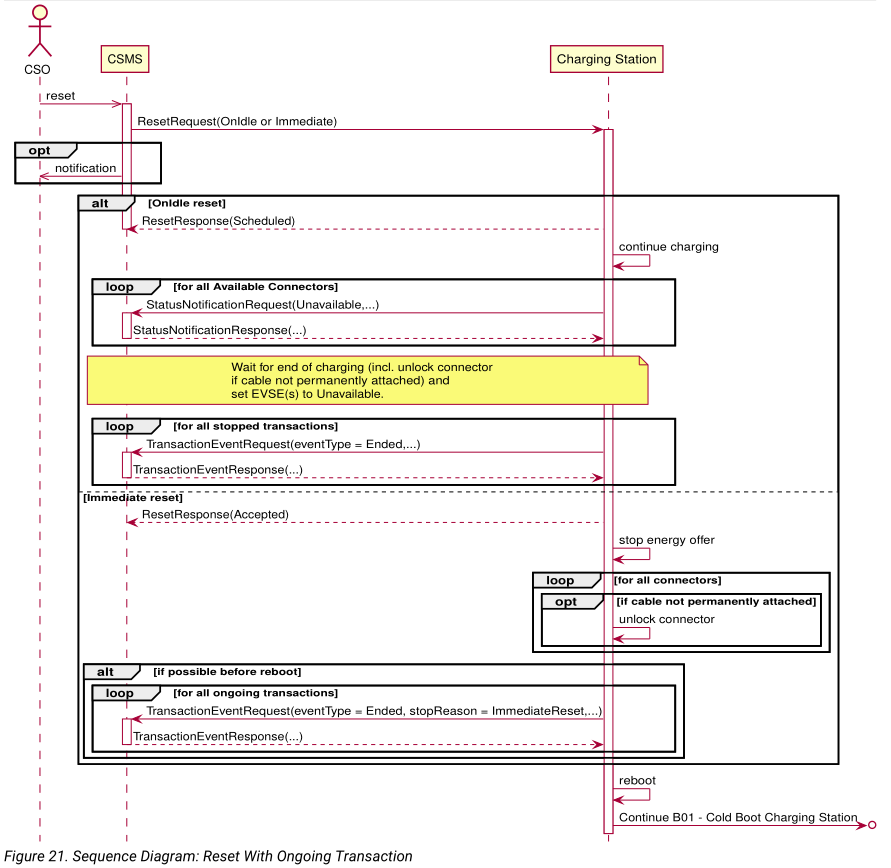 CSO
CSMS
Charging Station
reset
ResetRequest(OnIdle or Immediate)
opt
notification
alt [OnIdle reset]
ResetResponse(Scheduled)
continue charging
loop [for all Available Connectors]
StatusNotificationRequest(Unavailable,...)
StatusNotificationResponse(...)
Wait for end of charging (incl. unlock connector
if cable not permanently attached) and
set EVSE(s) to Unavailable.
loop [for all stopped transactions]
TransactionEventRequest(eventType = Ended,...)
TransactionEventResponse(...)
[Immediate reset]
ResetResponse(Accepted)
stop energy offer
loop [for all connectors]
opt [if cable not permanently attached]
unlock connector
alt [if possible before reboot]
loop [for all ongoing transactions]
TransactionEventRequest(eventType = Ended, stopReason = ImmediateReset,...)
TransactionEventResponse(...)
reboot
Continue B01 - Cold Boot Charging Station
Figure 21. Sequence Diagram: Reset With Ongoing Transaction